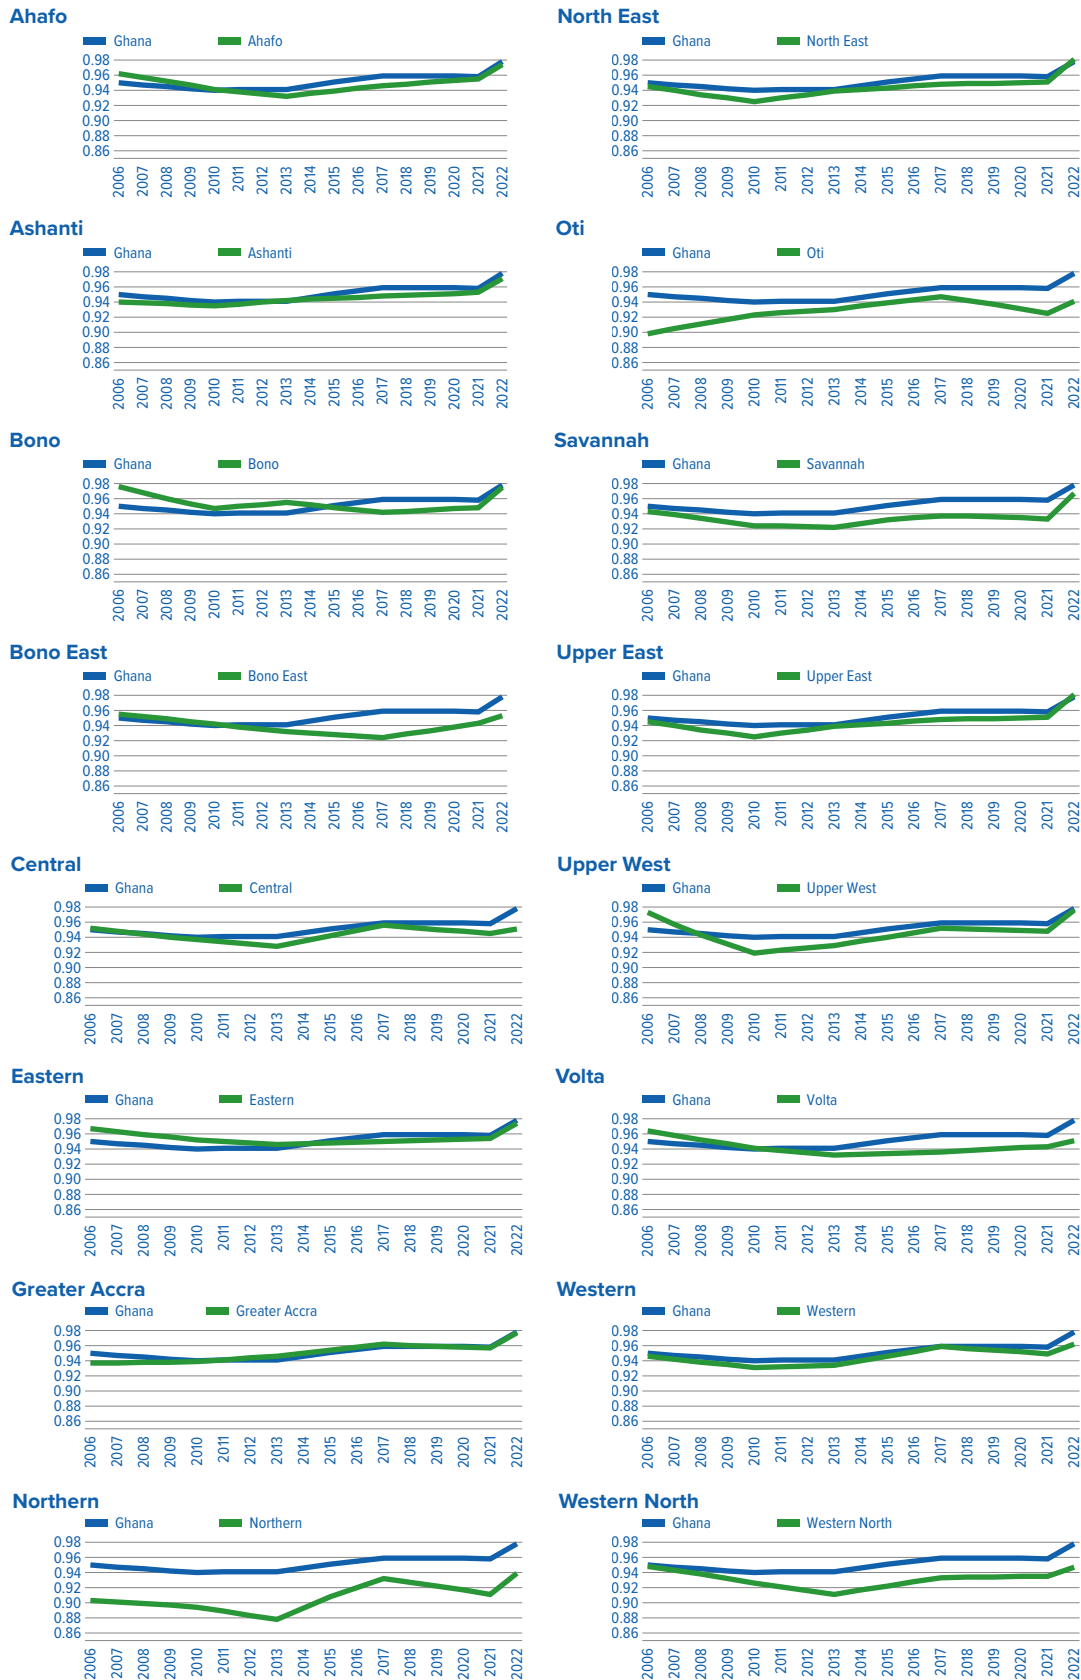 Ahafo
Ghana Ahafo
0.98
0.96
0.94
0.92
0.90
0.88
0.86
2006 2007 2008 2009 2010 2011 2012 2013 2014 2015 2016 2017 2018 2019 2020 2021 2022
North East
Ghana North East
0.98
0.96
0.94
0.92
0.90
0.88
0.86
2006 2007 2008 2009 2010 2011 2012 2013 2014 2015 2016 2017 2018 2019 2020 2021 2022
Ashanti
Ghana Ashanti
0.98
0.96
0.94
0.92
0.90
0.88
0.86
2006 2007 2008 2009 2010 2011 2012 2013 2014 2015 2016 2017 2018 2019 2020 2021 2022
Oti
Ghana Oti
0.98
0.96
0.94
0.92
0.90
0.88
0.86
2006 2007 2008 2009 2010 2011 2012 2013 2014 2015 2016 2017 2018 2019 2020 2021 2022
Bono
Ghana Bono
0.98
0.96
0.94
0.92
0.90
0.88
0.86
2006 2007 2008 2009 2010 2011 2012 2013 2014 2015 2016 2017 2018 2019 2020 2021 2022
Savannah
Ghana Savannah
0.98
0.96
0.94
0.92
0.90
0.88
0.86
2006 2007 2008 2009 2010 2011 2012 2013 2014 2015 2016 2017 2018 2019 2020 2021 2022
Bono East
Ghana Bono East
0.98
0.96
0.94
0.92
0.90
0.88
0.86
2006 2007 2008 2009 2010 2011 2012 2013 2014 2015 2016 2017 2018 2019 2020 2021 2022
Upper East
Ghana Upper East
0.98
0.96
0.94
0.92
0.90
0.88
0.86
2006 2007 2008 2009 2010 2011 2012 2013 2014 2015 2016 2017 2018 2019 2020 2021 2022
Central
Ghana Central
0.98
0.96
0.94
0.92
0.90
0.88
0.86
2006 2007 2008 2009 2010 2011 2012 2013 2014 2015 2016 2017 2018 2019 2020 2021 2022
Upper West
Ghana Upper West
0.98
0.96
0.94
0.92
0.90
0.88
0.86
2006 2007 2008 2009 2010 2011 2012 2013 2014 2015 2016 2017 2018 2019 2020 2021 2022
Eastern
Ghana Eastern
0.98
0.96
0.94
0.92
0.90
0.88
0.86
2006 2007 2008 2009 2010 2011 2012 2013 2014 2015 2016 2017 2018 2019 2020 2021 2022
Volta
Ghana Volta
0.98
0.96
0.94
0.92
0.90
0.88
0.86
2006 2007 2008 2009 2010 2011 2012 2013 2014 2015 2016 2017 2018 2019 2020 2021 2022
Greater Accra
Ghana Greater Accra
0.98
0.96
0.94
0.92
0.90
0.88
0.86
2006 2007 2008 2009 2010 2011 2012 2013 2014 2015 2016 2017 2018 2019 2020 2021 2022
Western
Ghana Western
0.98
0.96
0.94
0.92
0.90
0.88
0.86
2006 2007 2008 2009 2010 2011 2012 2013 2014 2015 2016 2017 2018 2019 2020 2021 2022
Northern
Ghana Northern
0.98
0.96
0.94
0.92
0.90
0.88
0.86
2006 2007 2008 2009 2010 2011 2012 2013 2014 2015 2016 2017 2018 2019 2020 2021 2022
Western North
Ghana Western North
0.98
0.96
0.94
0.92
0.90
0.88
0.86
2006 2007 2008 2009 2010 2011 2012 2013 2014 2015 2016 2017 2018 2019 2020 2021 2022